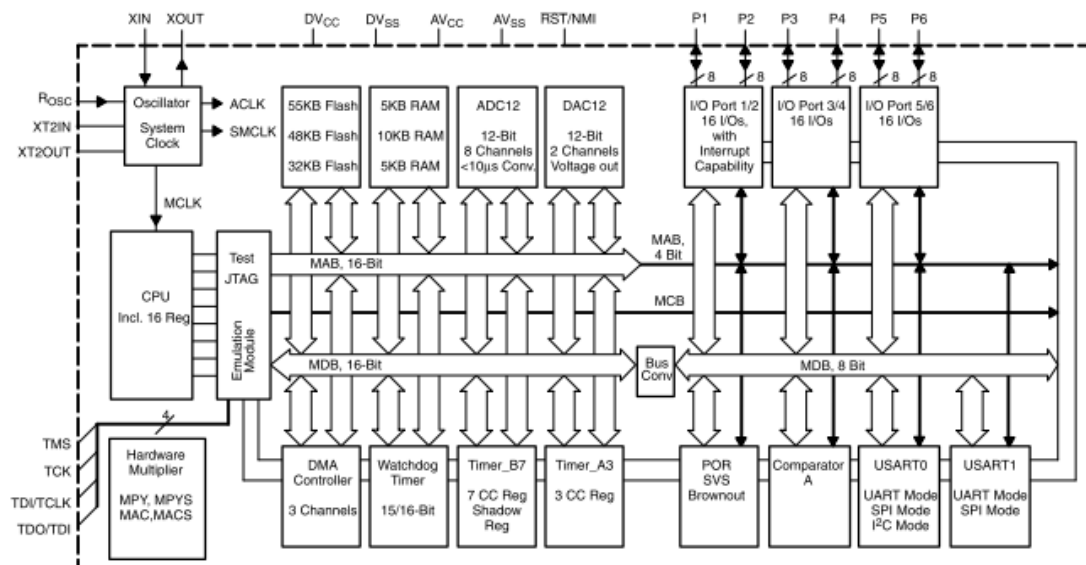 XIN
XOUT
DVCC
DVSS
AVCC
AVSS
RST/NMI
P1
P2
P3
P4
P5
P6
8
8
8
8
8
8
ROSC
XT2IN
XT2OUT
Oscillator
System
Clock
ACLK
SMCLK
MCLK
55KB Flash
48KB Flash
32KB Flash
5KB RAM
10KB RAM
5KB RAM
ADC12
12-Bit
8 Channels
<10μs Conv.
DAC12
12-Bit
2 Channels
Voltage out
I/O Port 1/2
16 I/Os,
with
Interrupt
Capability
I/O Port 3/4
16 I/Os
I/O Port 5/6
16 I/Os
CPU
Incl. 16 Reg.
Test
JTAG
Emulation
Module
MAB, 16-Bit
MAB,
4 Bit
MCB
MDB, 16-Bit
Bus
Conv
MDB, 8 Bit
4
TMS
TCK
TDI/TCLK
TDO/TDI
Hardware
Multiplier
MPY, MPYS
MAC,MACS
DMA
Controller
3 Channels
Watchdog
Timer
15/16-Bit
Timer_B7
7 CC Reg
Shadow
Reg
Timer_A3
3 CC Reg
POR
SVS
Brownout
Comparator
A
USART0
UART Mode
SPI Mode
I²C Mode
USART1
UART Mode
SPI Mode